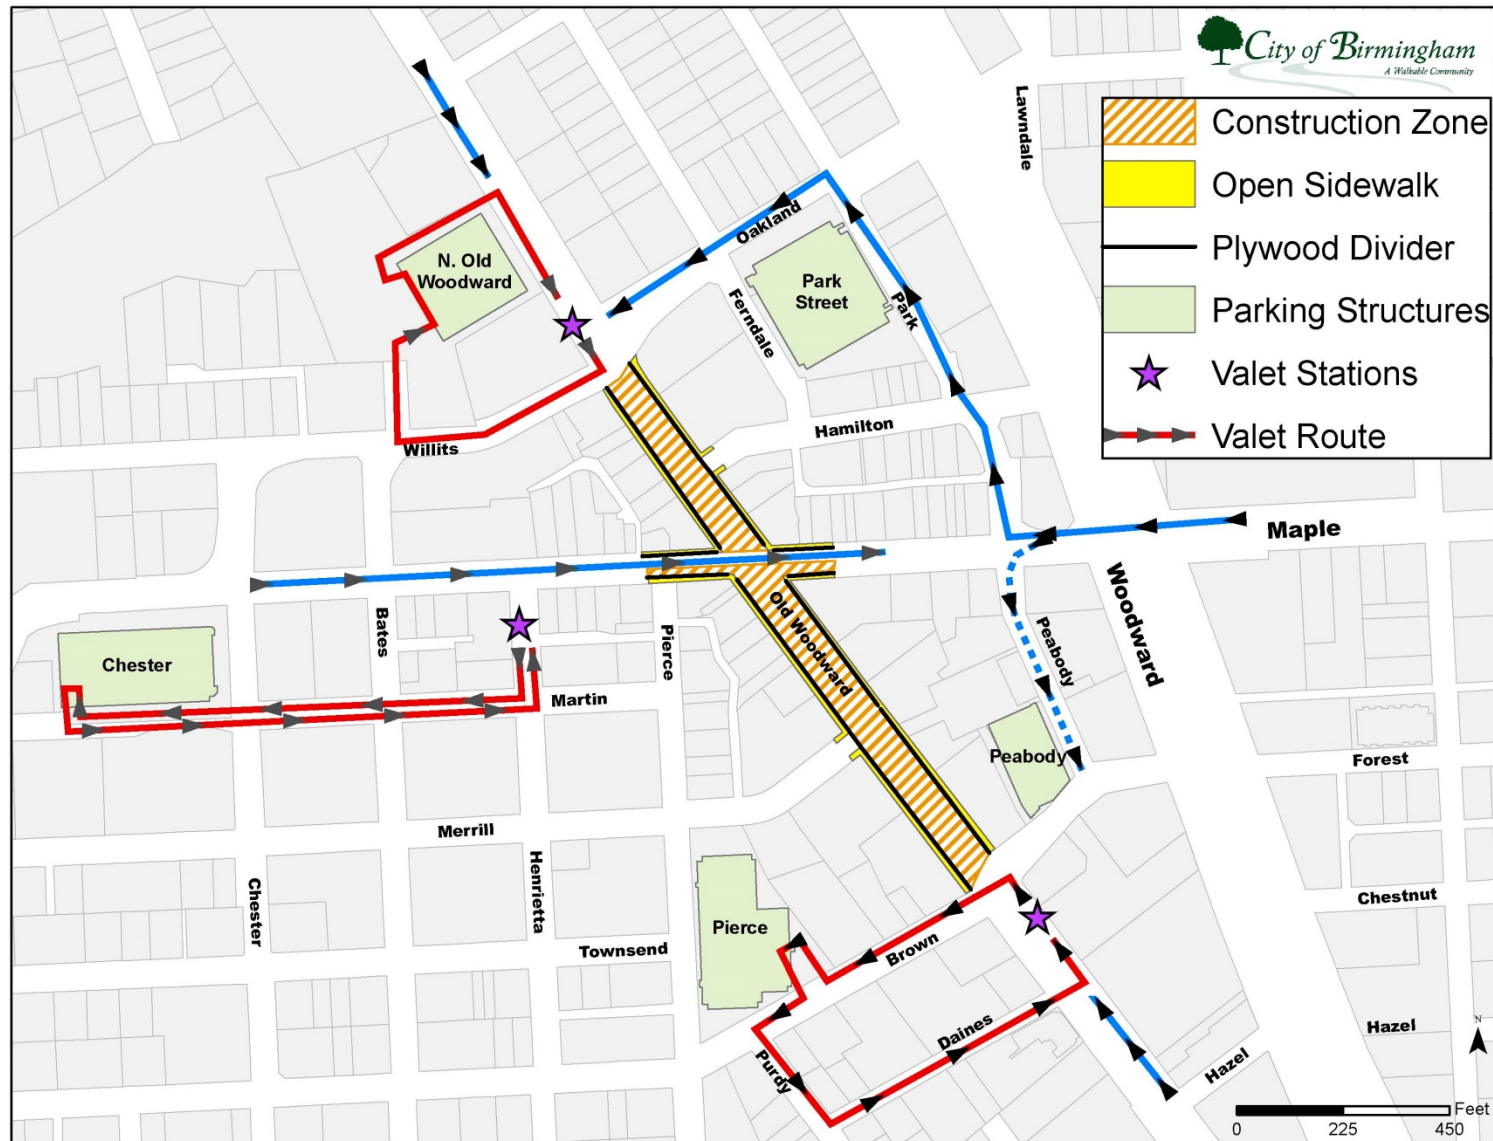 City of Birmingham
A Walkable Community
Construction Zone
Open Sidewalk
Plywood Divider
Parking Structures
Valet Stations
Valet Route
Lawndale
Oakland
N. Old
Woodward
Park
Street
Park
Ferndale
Hamilton
Willits
Maple
Woodward
Bates
Pierce
Old Woodward
Peabody
Chester
Martin
Peabody
Forest
Merrill
Henrietta
Chester
Chestnut
Pierce
Townsend
Brown
Daines
Purdy
Hazel
Hazel
N
Feet
0
225
450